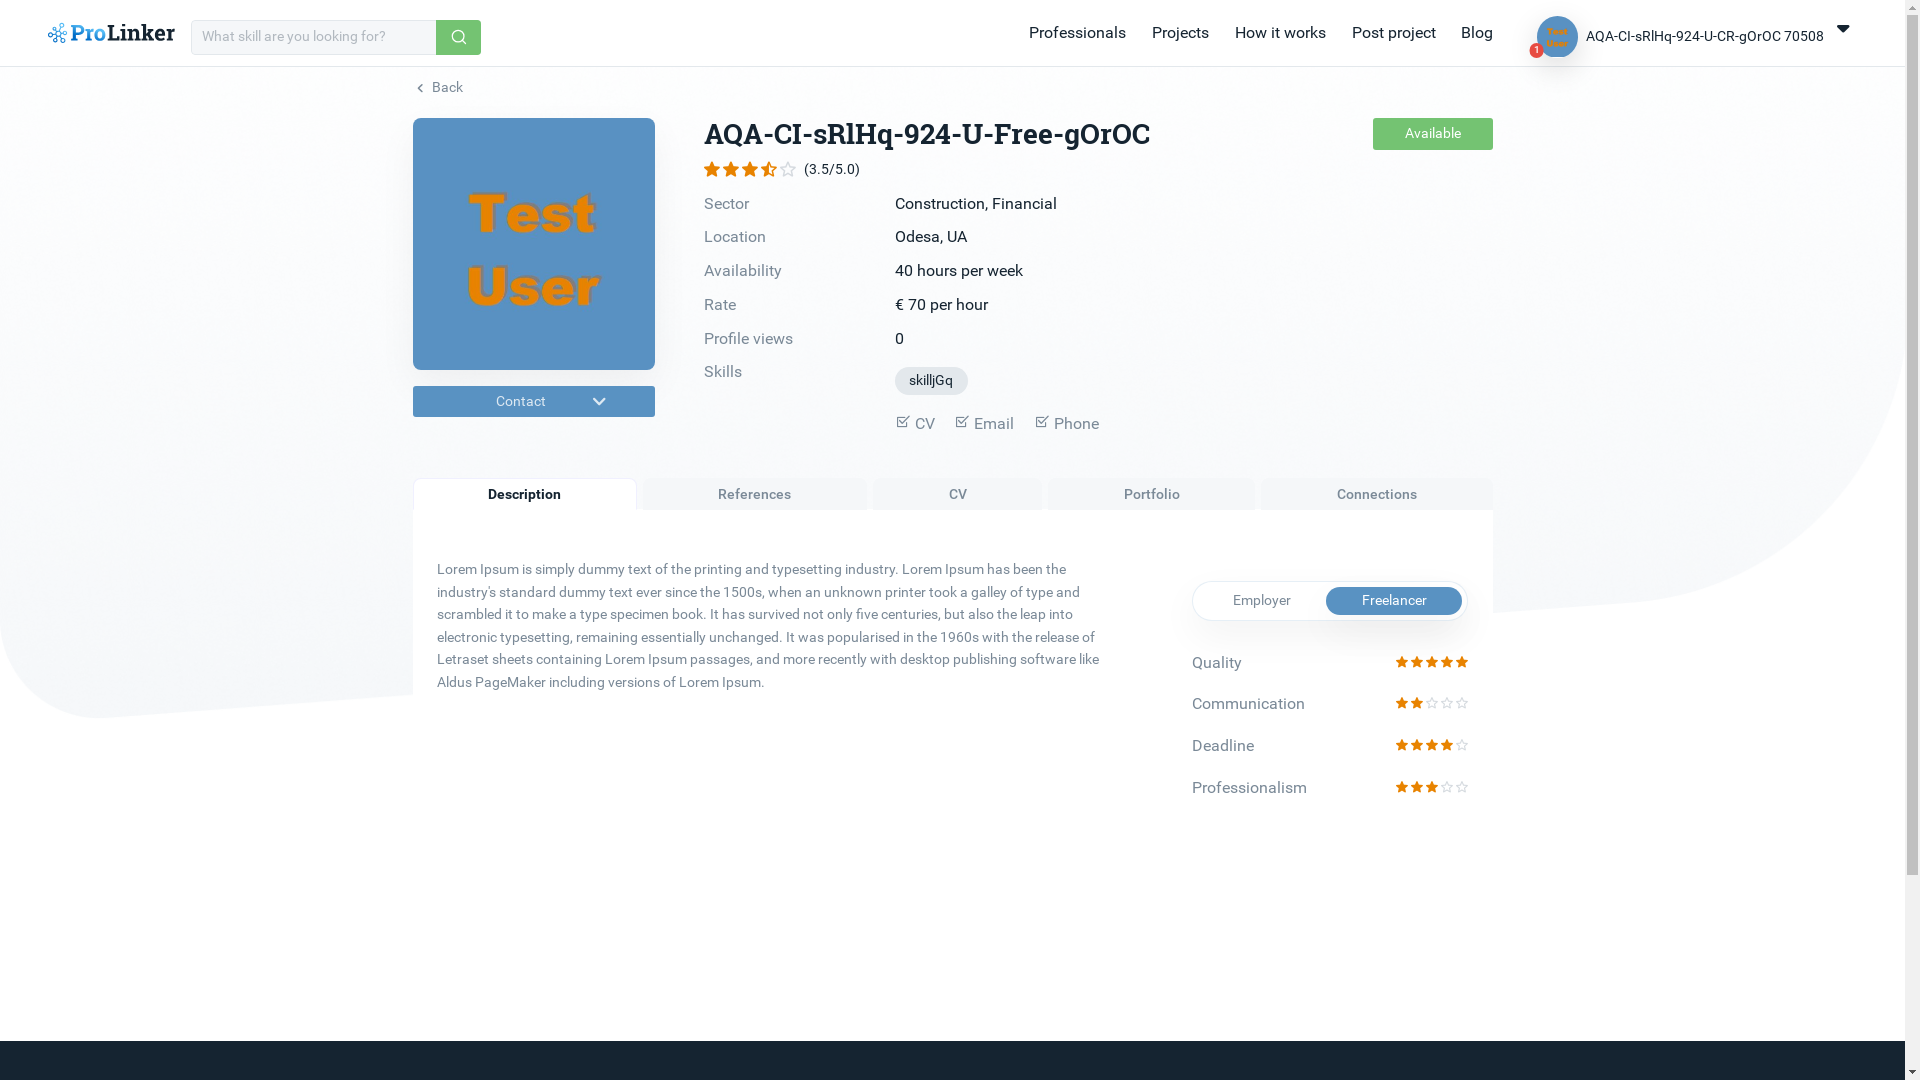 ProLinker
What skill are you looking for?
Professionals
Projects
How it works
Post project
Blog
Test
User
1
AQA-CI-sRlHq-924-U-CR-gOrOC 70508
Back
Test
User
Contact
AQA-CI-sRlHq-924-U-Free-gOrOC
Available
(3.5/5.0)
Sector Construction, Financial
Location Odesa, UA
Availability 40 hours per week
Rate € 70 per hour
Profile views 0
Skills skilljGq
CV Email Phone
Description References CV Portfolio Connections
Lorem Ipsum is simply dummy text of the printing and typesetting industry. Lorem Ipsum has been the
industry's standard dummy text ever since the 1500s, when an unknown printer took a galley of type and
scrambled it to make a type specimen book. It has survived not only five centuries, but also the leap into
electronic typesetting, remaining essentially unchanged. It was popularised in the 1960s with the release of
Letraset sheets containing Lorem Ipsum passages, and more recently with desktop publishing software like
Aldus PageMaker including versions of Lorem Ipsum.
Employer Freelancer
Quality
Communication
Deadline
Professionalism